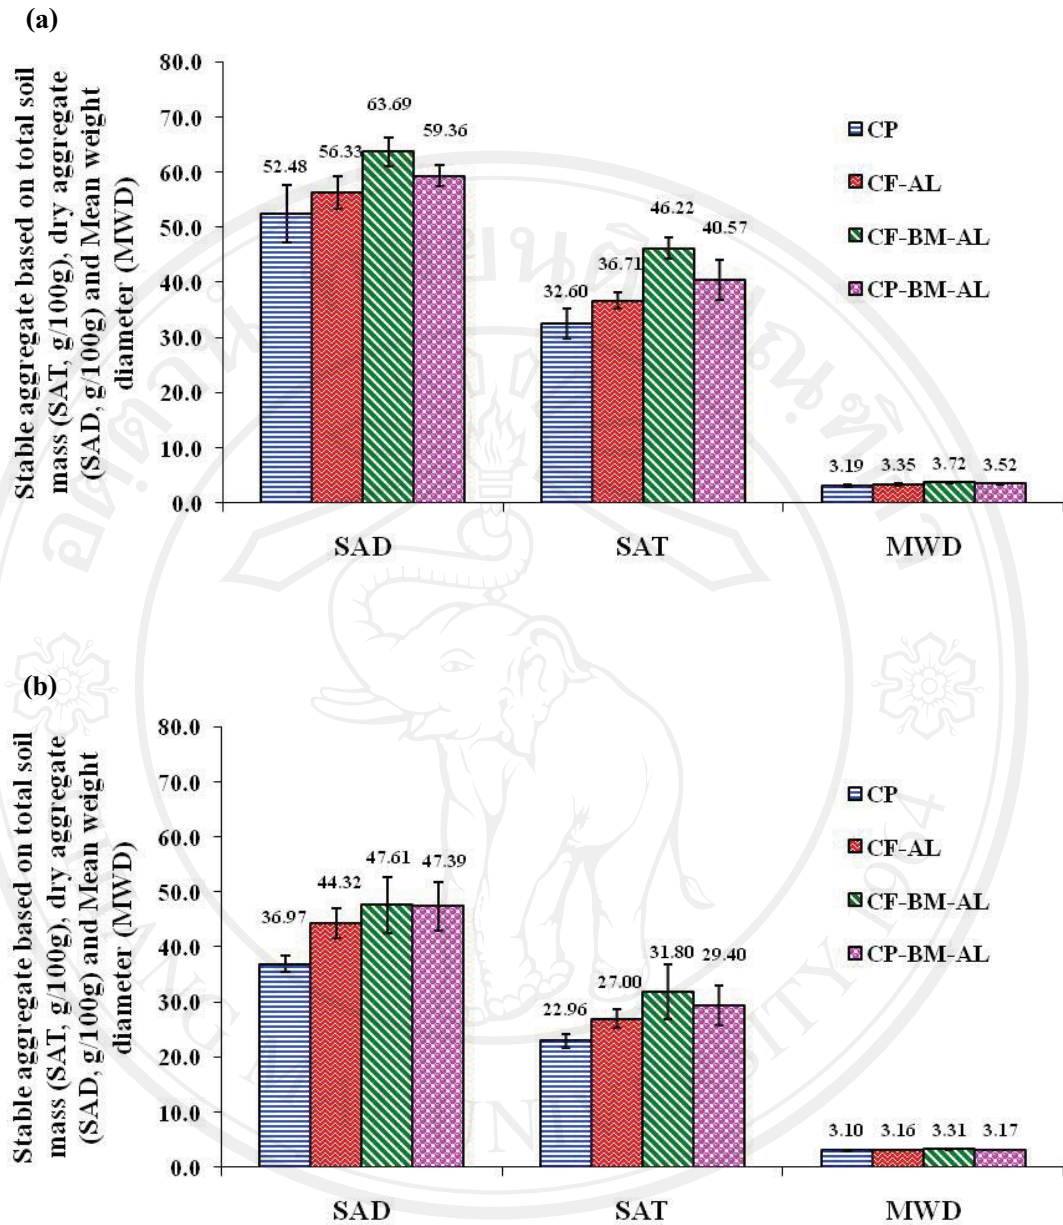 (a)
Stable aggregate based on total soil
mass (SAT, g/100g), dry aggregate
(SAD, g/100g) and Mean weight
diameter (MWD)
80.0
70.0
60.0
50.0
40.0
30.0
20.0
10.0
0.0
52.48
56.33
63.69
59.36
32.60
36.71
46.22
40.57
3.19
3.35
3.72
3.52
SAD
SAT
MWD
CP
CF-AL
CF-BM-AL
CP-BM-AL
(b)
Stable aggregate based on total soil
mass (SAT, g/100g), dry aggregate
(SAD, g/100g) and Mean weight
diameter (MWD)
80.0
70.0
60.0
50.0
40.0
30.0
20.0
10.0
0.0
36.97
44.32
47.61
47.39
22.96
27.00
31.80
29.40
3.10
3.16
3.31
3.17
SAD
SAT
MWD
CP
CF-AL
CF-BM-AL
CP-BM-AL